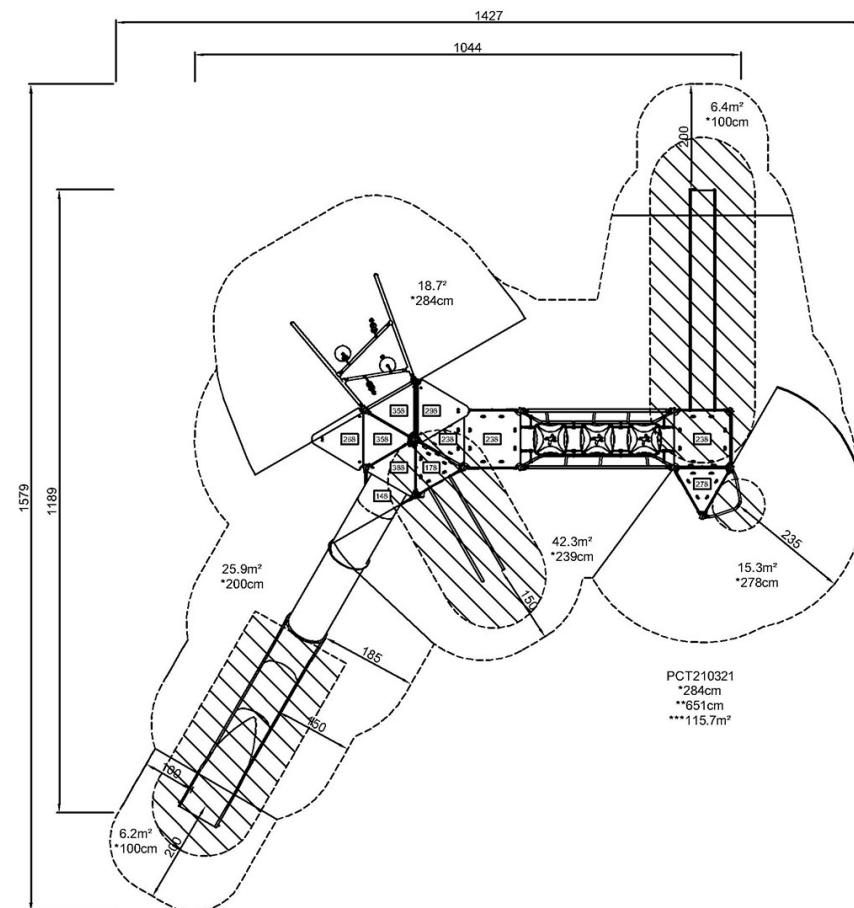 1427
1044
6.4m²
*100cm
200
18.7²
*284cm
358
298
268
358
238
238
238
388
178
148
278
1579
1189
42.3m²
*239cm
235
15.3m²
*278cm
25.9m²
*200cm
150
185
PCT210321
*284cm
**651cm
***115.7m²
150
100
6.2m²
*100cm
200